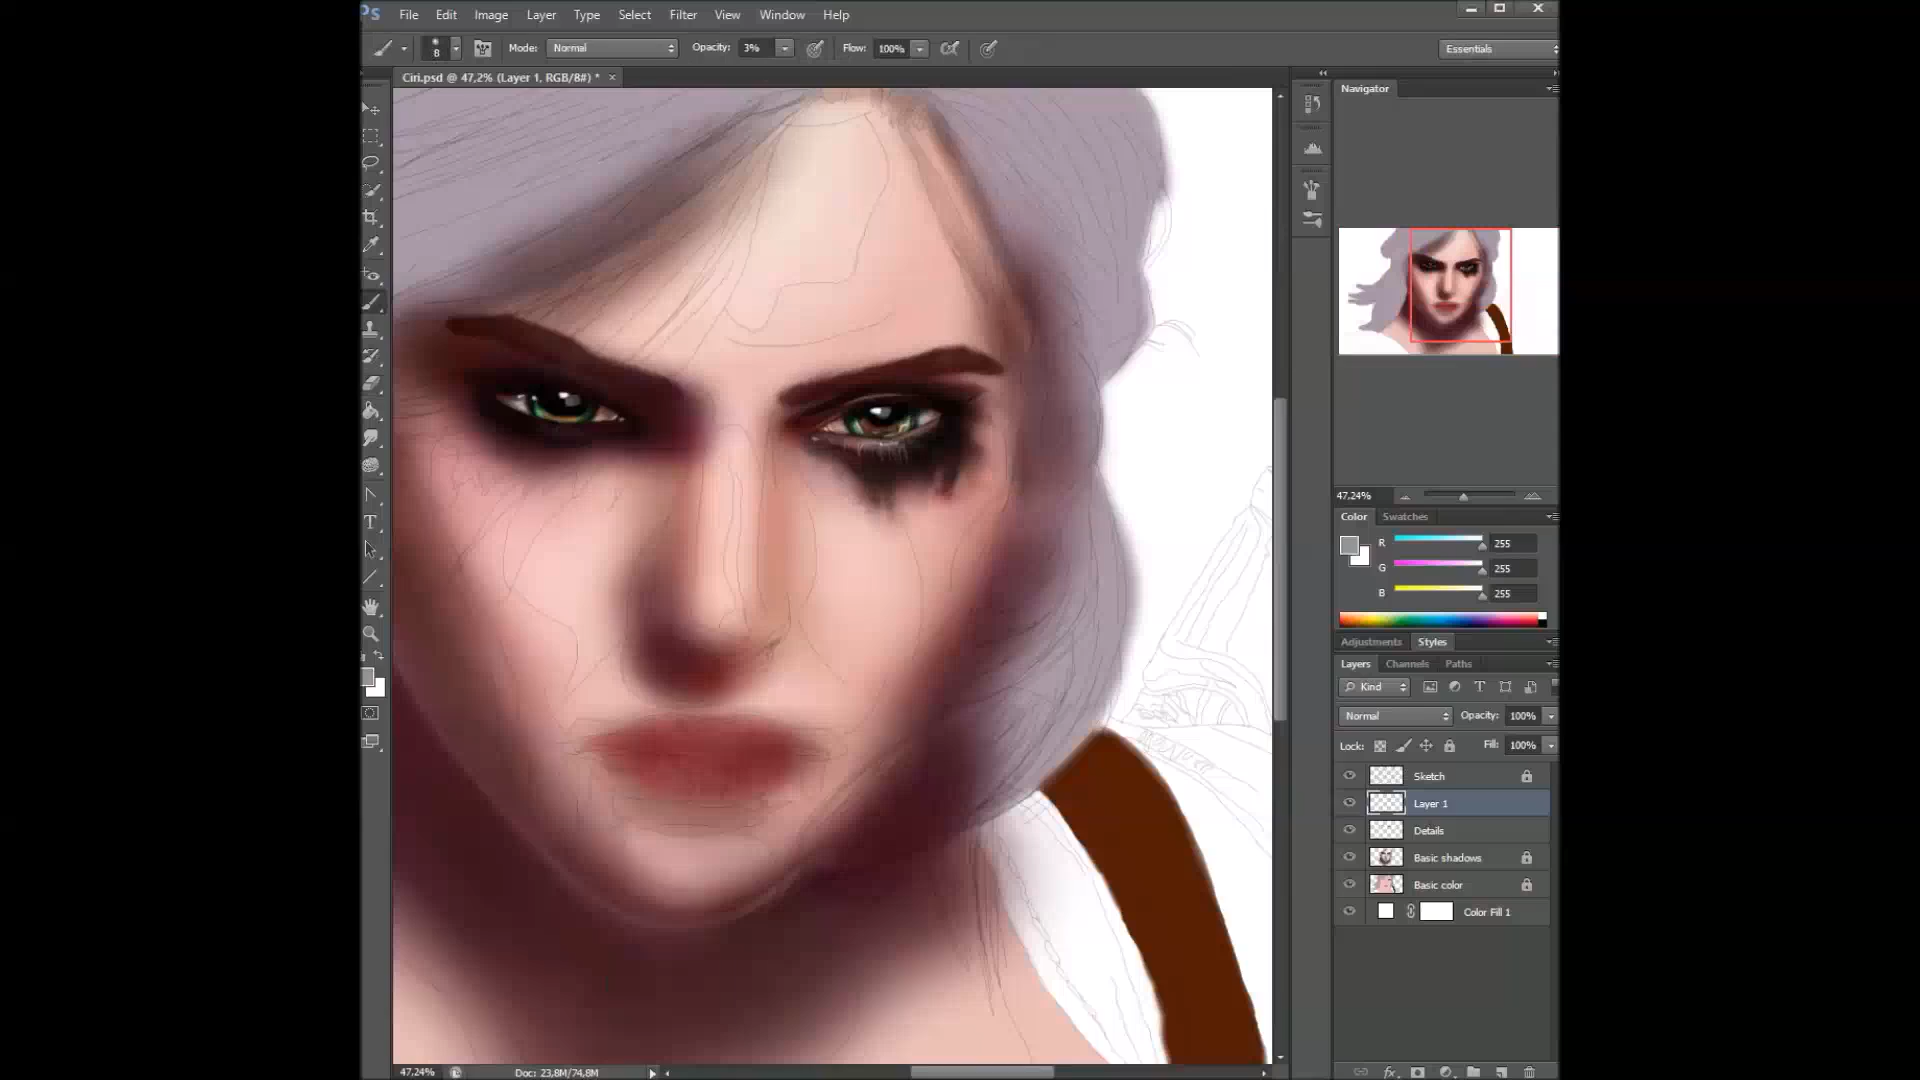 Ps File Edit Image Layer Type Select Filter View Window Help
8 Mode: Normal Opacity: 3% Flow: 100% Essentials
Ciri.psd @ 47,2% (Layer 1, RGB/8#) * ×
Navigator
47,24%
Color Swatches
R 255
G 255
B 255
Adjustments Styles
Layers Channels Paths
Kind T
Normal Opacity: 100%
Lock: Fill: 100%
Sketch
Layer 1
Details
Basic shadows
Basic color
Color Fill 1
fx
47,24% Doc: 23,8M/74,8M